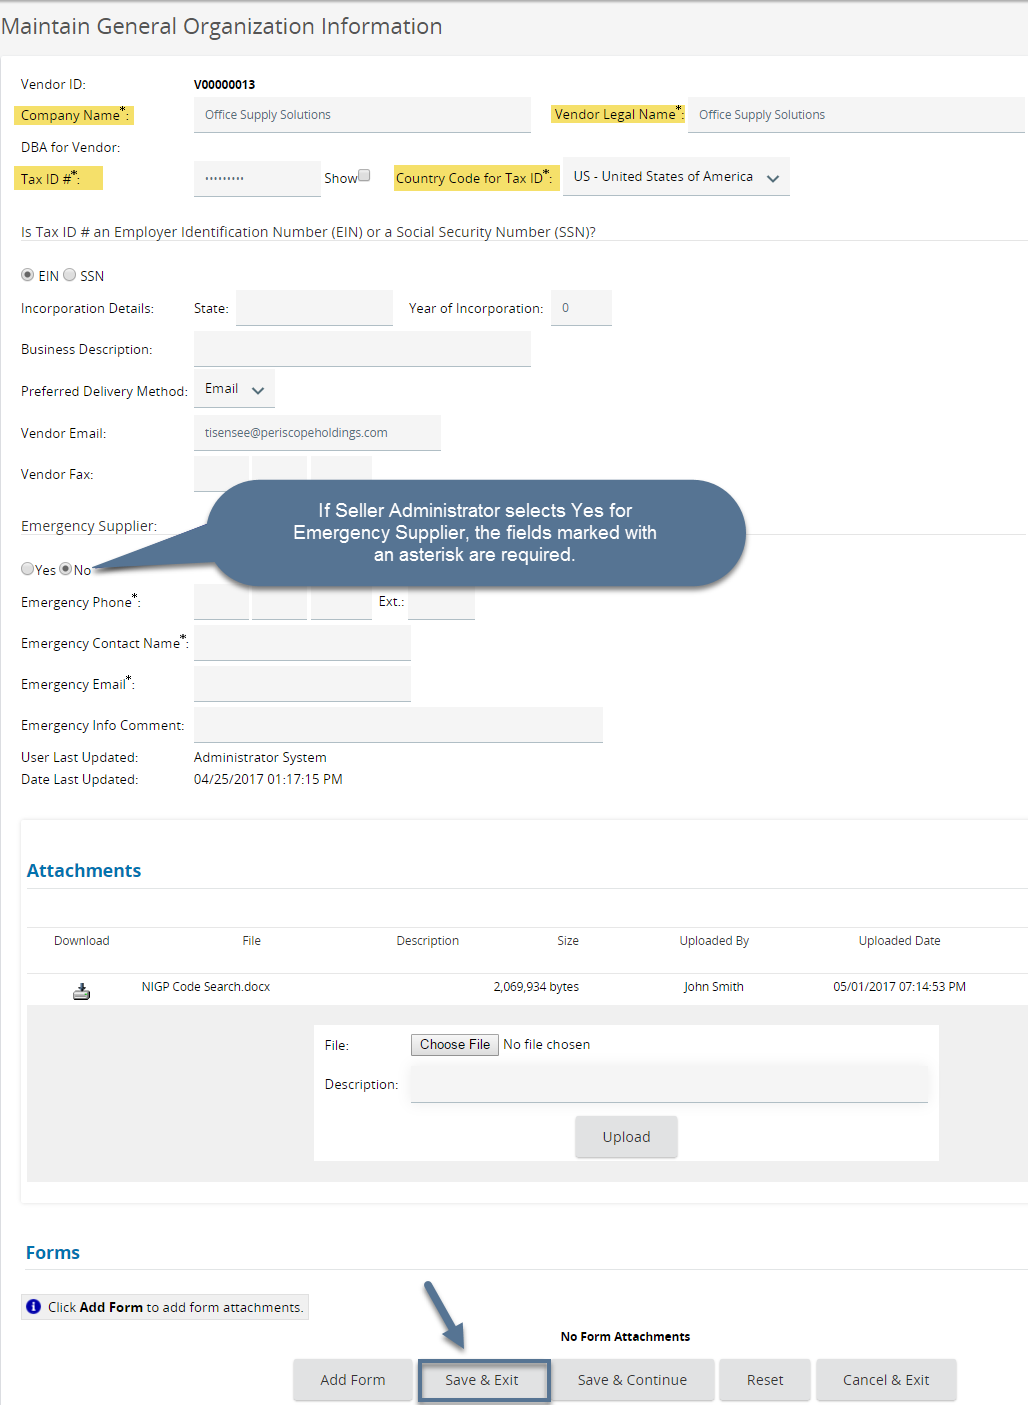 Maintain General Organization Information
Vendor ID: V00000013
Company Name*: Office Supply Solutions Vendor Legal Name*: Office Supply Solutions
DBA for Vendor:
Tax ID #*: ········· Show Country Code for Tax ID*: US - United States of America
Is Tax ID # an Employer Identification Number (EIN) or a Social Security Number (SSN)?
EIN SSN
Incorporation Details: State: Year of Incorporation: 0
Business Description:
Preferred Delivery Method: Email
Vendor Email: tisensee@periscopeholdings.com
Vendor Fax:
If Seller Administrator selects Yes for
Emergency Supplier, the fields marked with
an asterisk are required.
Emergency Supplier:
Yes No
Emergency Phone*: Ext.:
Emergency Contact Name*:
Emergency Email*:
Emergency Info Comment:
User Last Updated: Administrator System
Date Last Updated: 04/25/2017 01:17:15 PM
Attachments
Download File Description Size Uploaded By Uploaded Date
NIGP Code Search.docx 2,069,934 bytes John Smith 05/01/2017 07:14:53 PM
File: Choose File No file chosen
Description:
Upload
Forms
Click Add Form to add form attachments.
No Form Attachments
Add Form Save & Exit Save & Continue Reset Cancel & Exit